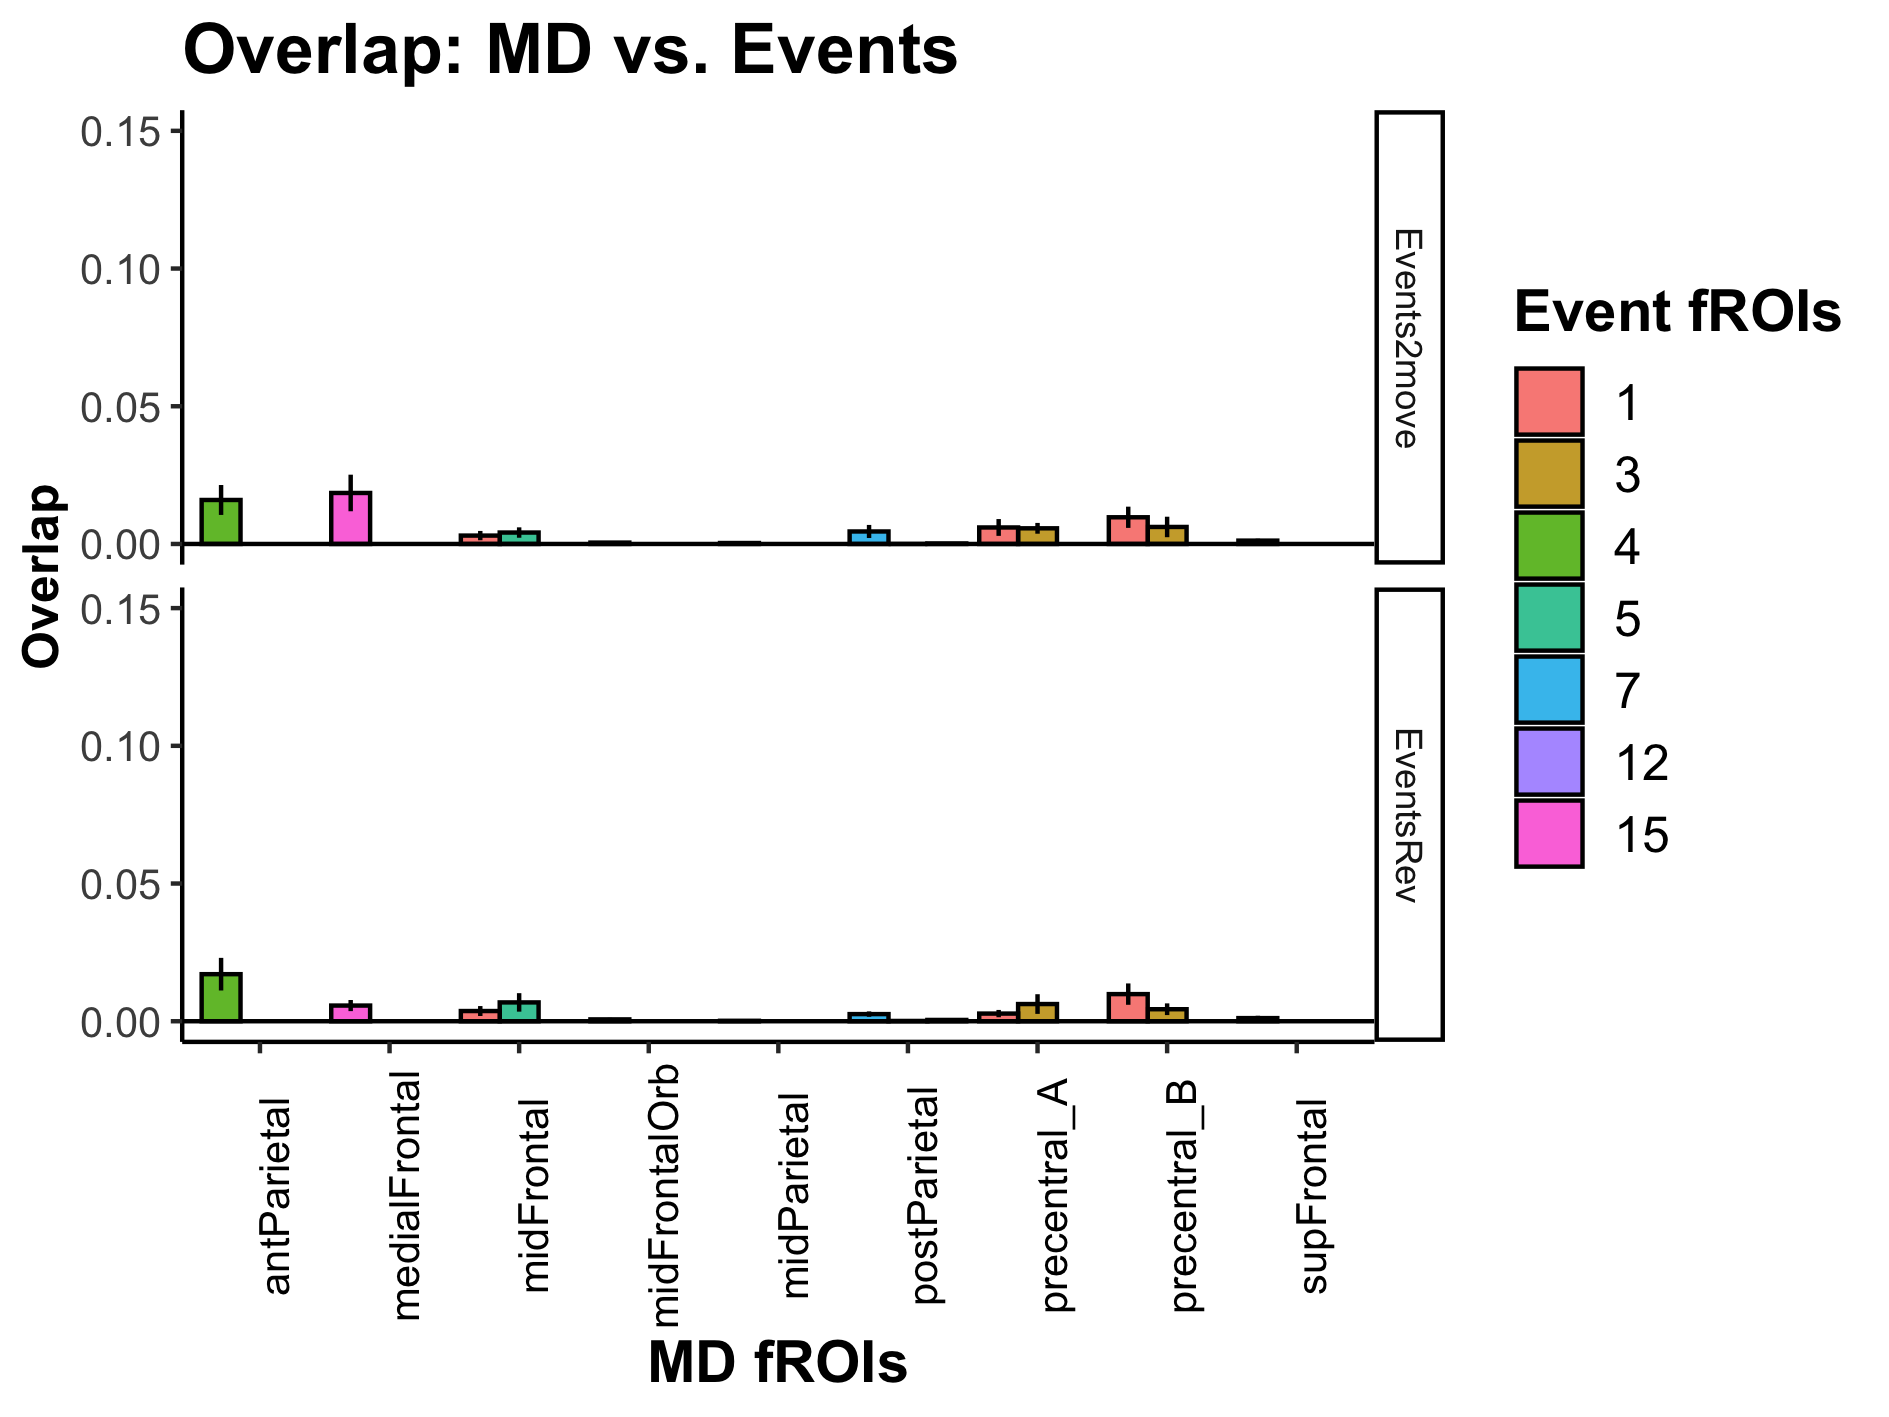 Overlap: MD vs. Events
Overlap
0.15
0.10
0.05
0.00
Events2move
0.15
0.10
0.05
0.00
EventsRev
antParietal
medialFrontal
midFrontal
midFrontalOrb
midParietal
postParietal
precentral_A
precentral_B
supFrontal
MD fROIs
Event fROIs
1
3
4
5
7
12
15